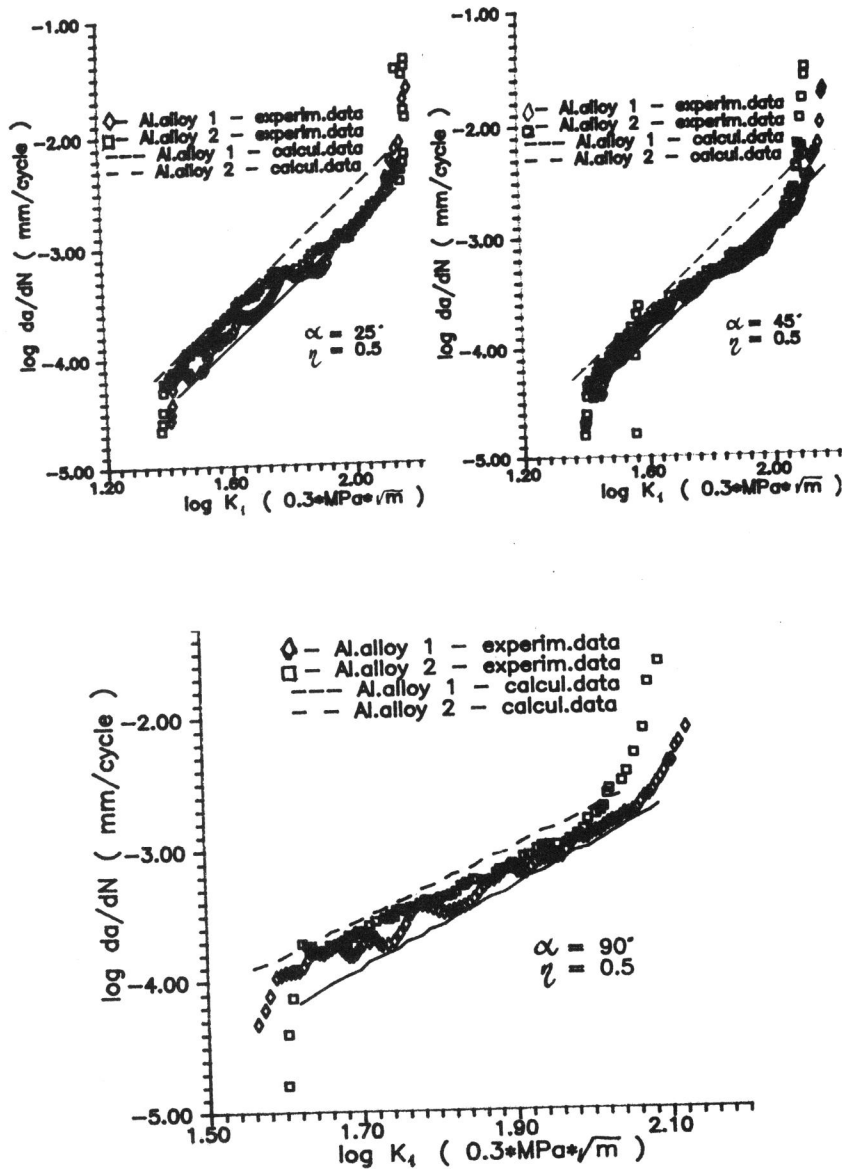 -1.00
◇- Al.alloy 1 - experim.data
□- Al.alloy 2 - experim.data
--- Al.alloy 1 - calcul.data
-- Al.alloy 2 - calcul.data
-2.00
-3.00
-4.00
-5.00
log da/dN ( mm/cycle )
α = 25°
η = 0.5
1.20 1.60 2.00
log K₁ ( 0.3*MPa*√m )
-1.00
◇- Al.alloy 1 - experim.data
□- Al.alloy 2 - experim.data
--- Al.alloy 1 - calcul.data
-- Al.alloy 2 - calcul.data
-2.00
-3.00
-4.00
-5.00
log da/dN ( mm/cycle )
α = 45°
η = 0.5
1.20 1.60 2.00
log K₁ ( 0.3*MPa*√m )
◇- Al.alloy 1 - experim.data
□- Al.alloy 2 - experim.data
--- Al.alloy 1 - calcul.data
-- Al.alloy 2 - calcul.data
-2.00
-3.00
-4.00
-5.00
log da/dN ( mm/cycle )
α = 90°
η = 0.5
1.50 1.70 1.90 2.10
log K₁ ( 0.3*MPa*√m )